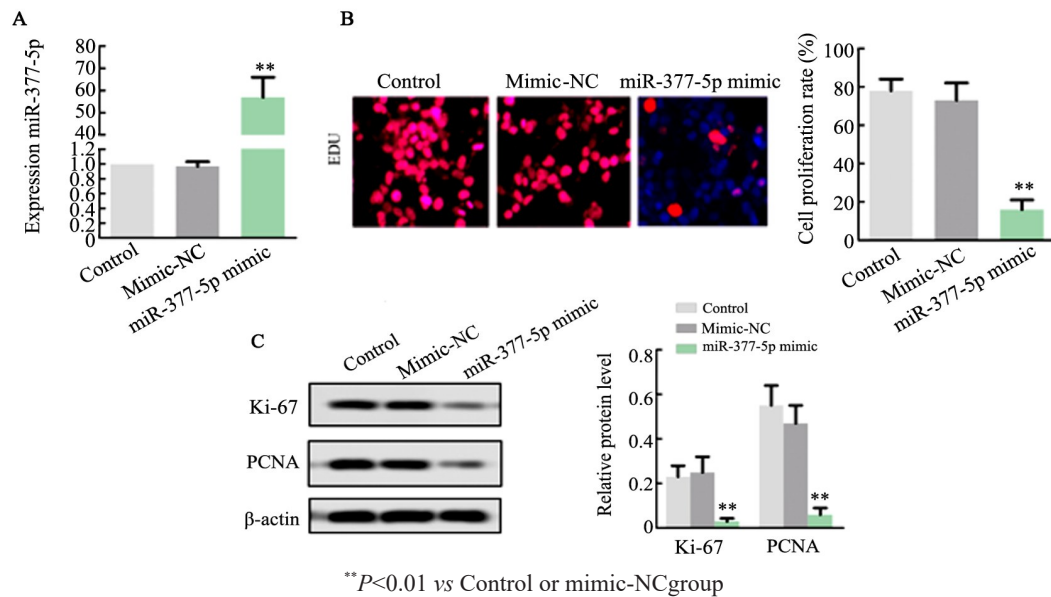 A
Expression miR-377-5p
80
70
60
50
40
1.2
1.0
0.8
0.6
0.4
0.2
0
**
Control
Mimic-NC
miR-377-5p mimic
B
Control
Mimic-NC
miR-377-5p mimic
EDU
Cell proliferation rate (%)
100
80
60
40
20
0
**
Control
Mimic-NC
miR-377-5p mimic
C
Control
Mimic-NC
miR-377-5p mimic
Ki-67
PCNA
β-actin
Control
Mimic-NC
miR-377-5p mimic
Relative protein level
0.8
0.6
0.4
0.2
0
**
**
Ki-67
PCNA
**P<0.01 vs Control or mimic-NCgroup